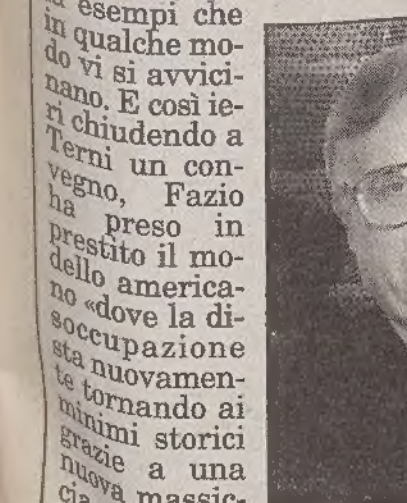 esempi che
in qualche mo-
do vi si avvici-
nano. E così ie-
ri chiudendo a
Terni un con-
vegno, Fazio
ha preso in
prestito il mo-
dello america-
no «dove la di-
soccupazione
sta nuovamen-
te tornando ai
minimi storici
grazie a una
nuova massic-
cia